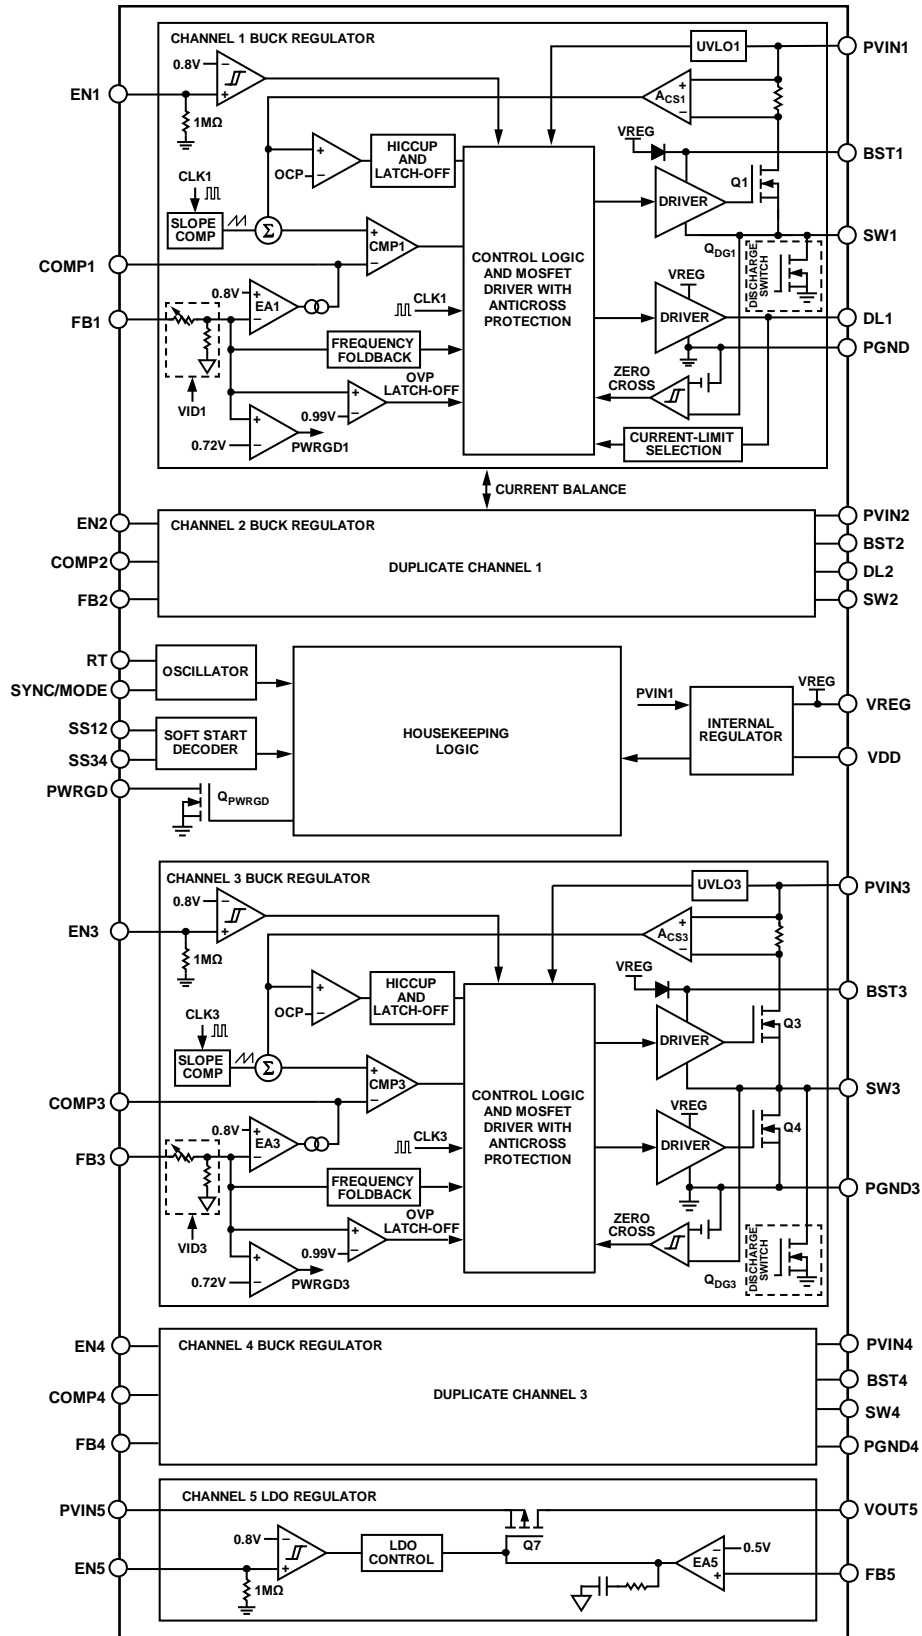 CHANNEL 1 BUCK REGULATOR
UVLO1
PVIN1
0.8V
−
+
EN1
1MΩ
+
ACS1
−
VREG
BST1
+
OCP −
HICCUP
AND
LATCH-OFF
Q1
DRIVER
CLK1
SLOPE
COMP
Σ
+
CMP1
−
CONTROL LOGIC
AND MOSFET
DRIVER WITH
ANTICROSS
PROTECTION
SW1
QDG1
DISCHARGE
SWITCH
COMP1
0.8V
+
EA1
−
CLK1
VREG
DRIVER
DL1
FB1
PGND
FREQUENCY
FOLDBACK
VID1
OVP
LATCH-OFF
ZERO
CROSS
+
0.99V −
+
0.72V −
PWRGD1
CURRENT-LIMIT
SELECTION
CURRENT BALANCE
EN2
COMP2
FB2
CHANNEL 2 BUCK REGULATOR
DUPLICATE CHANNEL 1
PVIN2
BST2
DL2
SW2
RT
SYNC/MODE
OSCILLATOR
SS12
SS34
SOFT START
DECODER
PWRGD
QPWRGD
HOUSEKEEPING
LOGIC
PVIN1
INTERNAL
REGULATOR
VREG
VREG
VDD
CHANNEL 3 BUCK REGULATOR
UVLO3
PVIN3
0.8V
−
+
EN3
1MΩ
+
ACS3
−
VREG
BST3
+
OCP −
HICCUP
AND
LATCH-OFF
Q3
DRIVER
CLK3
SLOPE
COMP
Σ
+
CMP3
−
CONTROL LOGIC
AND MOSFET
DRIVER WITH
ANTICROSS
PROTECTION
SW3
COMP3
0.8V
+
EA3
−
CLK3
VREG
DRIVER
Q4
FB3
FREQUENCY
FOLDBACK
PGND3
VID3
OVP
LATCH-OFF
ZERO
CROSS
+
0.99V −
+
0.72V −
PWRGD3
QDG3
DISCHARGE
SWITCH
EN4
COMP4
FB4
CHANNEL 4 BUCK REGULATOR
DUPLICATE CHANNEL 3
PVIN4
BST4
SW4
PGND4
CHANNEL 5 LDO REGULATOR
PVIN5
VOUT5
0.8V −
+
EN5
1MΩ
LDO
CONTROL
Q7
− 0.5V
EA5
+
FB5